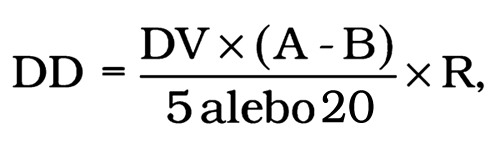 DD = DV × (A - B) / 5 alebo 20 × R,